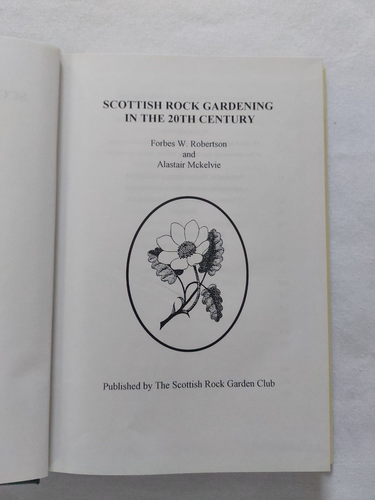 SCOTTISH ROCK GARDENING
IN THE 20TH CENTURY
Forbes W. Robertson
and
Alastair Mckelvie
Published by The Scottish Rock Garden Club